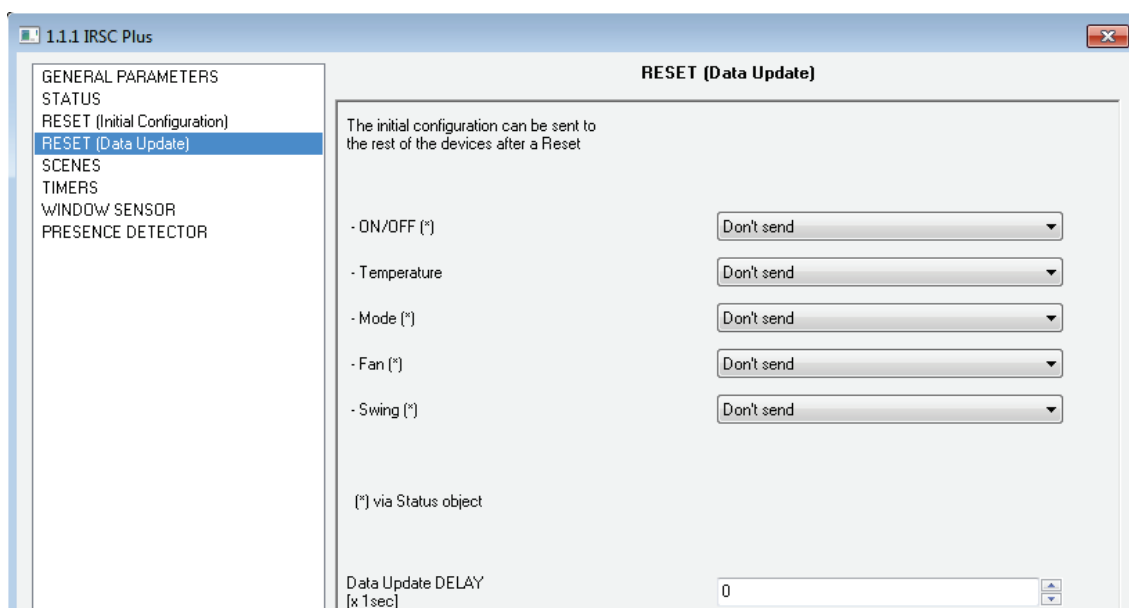 1.1.1 IRSC Plus
GENERAL PARAMETERS
STATUS
RESET (Initial Configuration)
RESET (Data Update)
SCENES
TIMERS
WINDOW SENSOR
PRESENCE DETECTOR
RESET (Data Update)
The initial configuration can be sent to
the rest of the devices after a Reset
- ON/OFF (*) Don't send
- Temperature Don't send
- Mode (*) Don't send
- Fan (*) Don't send
- Swing (*) Don't send
(*) via Status object
Data Update DELAY
[x 1sec] 0